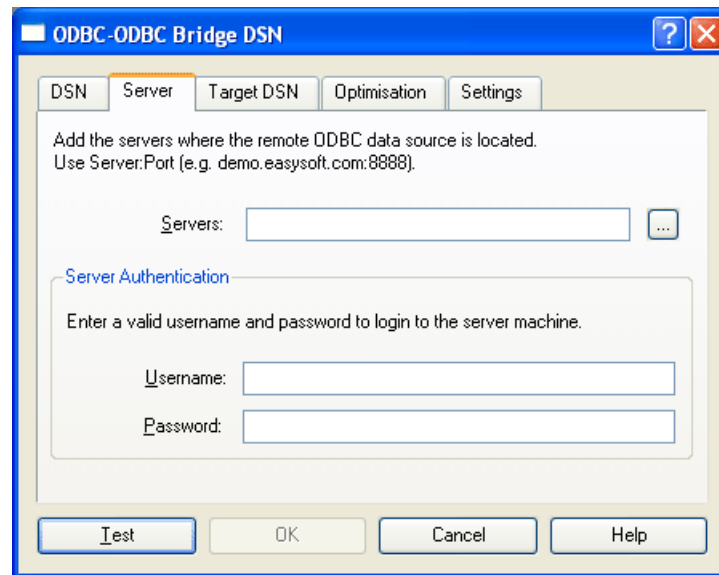 ODBC-ODBC Bridge DSN
DSN Server Target DSN Optimisation Settings
Add the servers where the remote ODBC data source is located.
Use Server:Port (e.g. demo.easysoft.com:8888).
Servers: ...
Server Authentication
Enter a valid username and password to login to the server machine.
Username:
Password:
Test OK Cancel Help